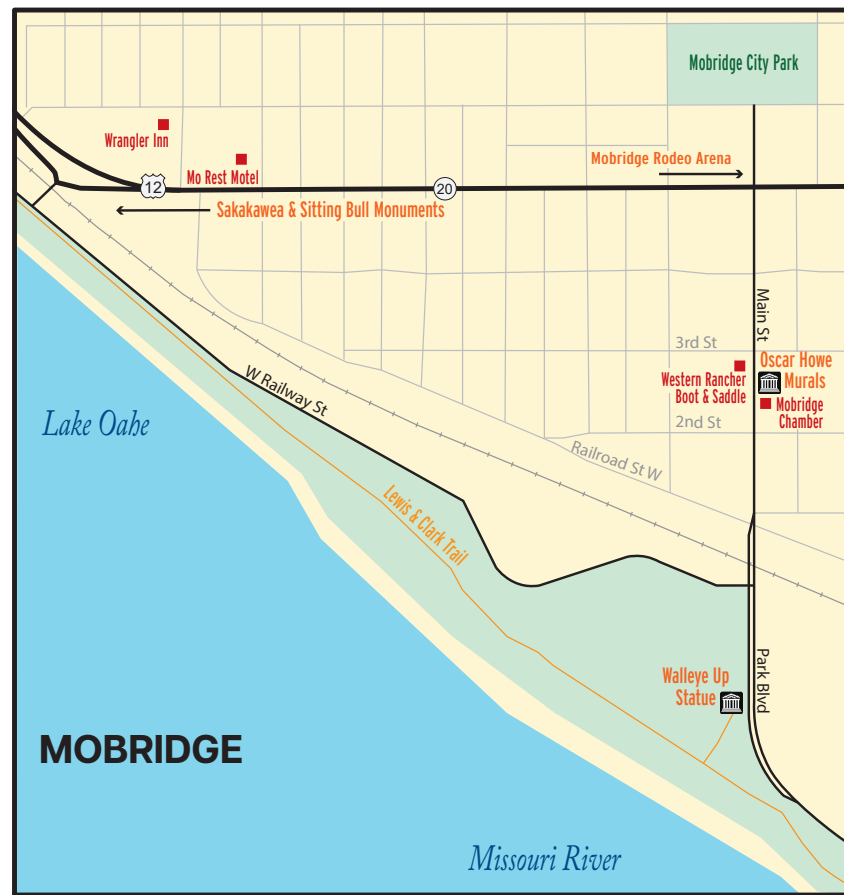 Mobridge City Park
Wrangler Inn
Mo Rest Motel
Mobridge Rodeo Arena
12
20
Sakakawea & Sitting Bull Monuments
Main St
3rd St
Oscar Howe
Murals
Western Rancher
Boot & Saddle
Mobridge
Chamber
2nd St
W Railway St
Lake Oahe
Railroad St W
Lewis & Clark Trail
Park Blvd
Walleye Up
Statue
MOBRIDGE
Missouri River